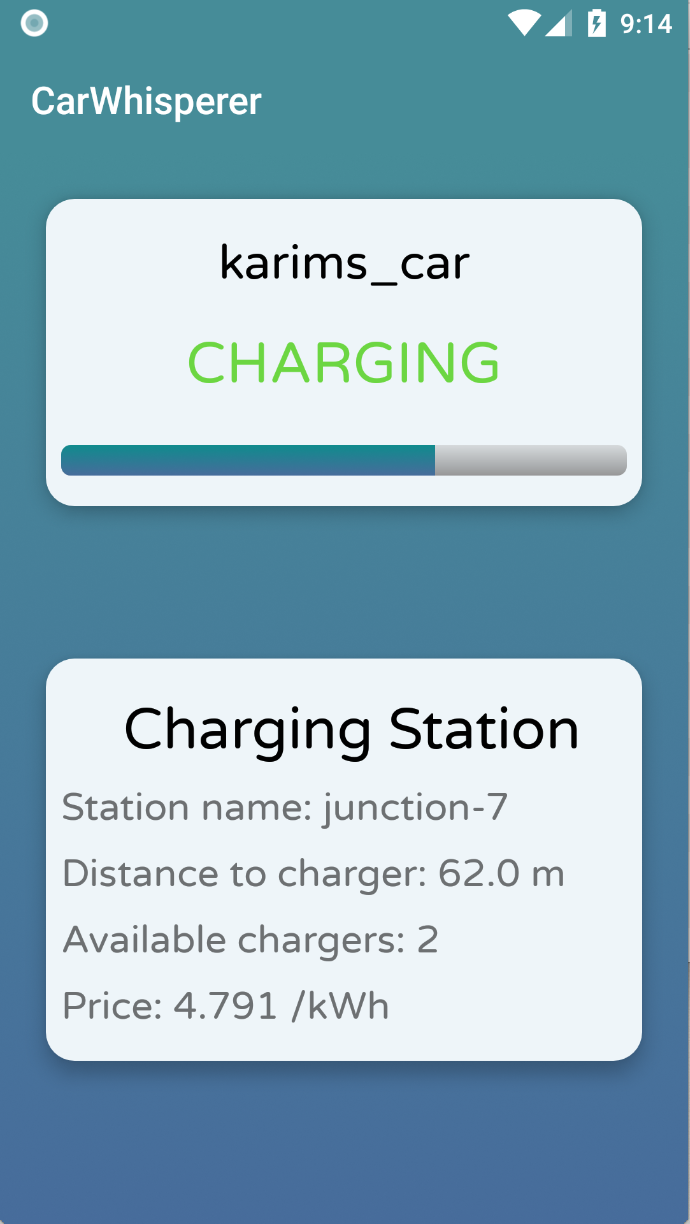 9:14
CarWhisperer
karims_car
CHARGING
Charging Station
Station name: junction-7
Distance to charger: 62.0 m
Available chargers: 2
Price: 4.791 /kWh